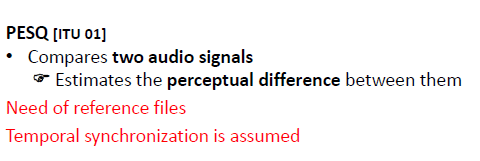 PESQ [ITU 01]
• Compares two audio signals
☞ Estimates the perceptual difference between them
Need of reference files
Temporal synchronization is assumed